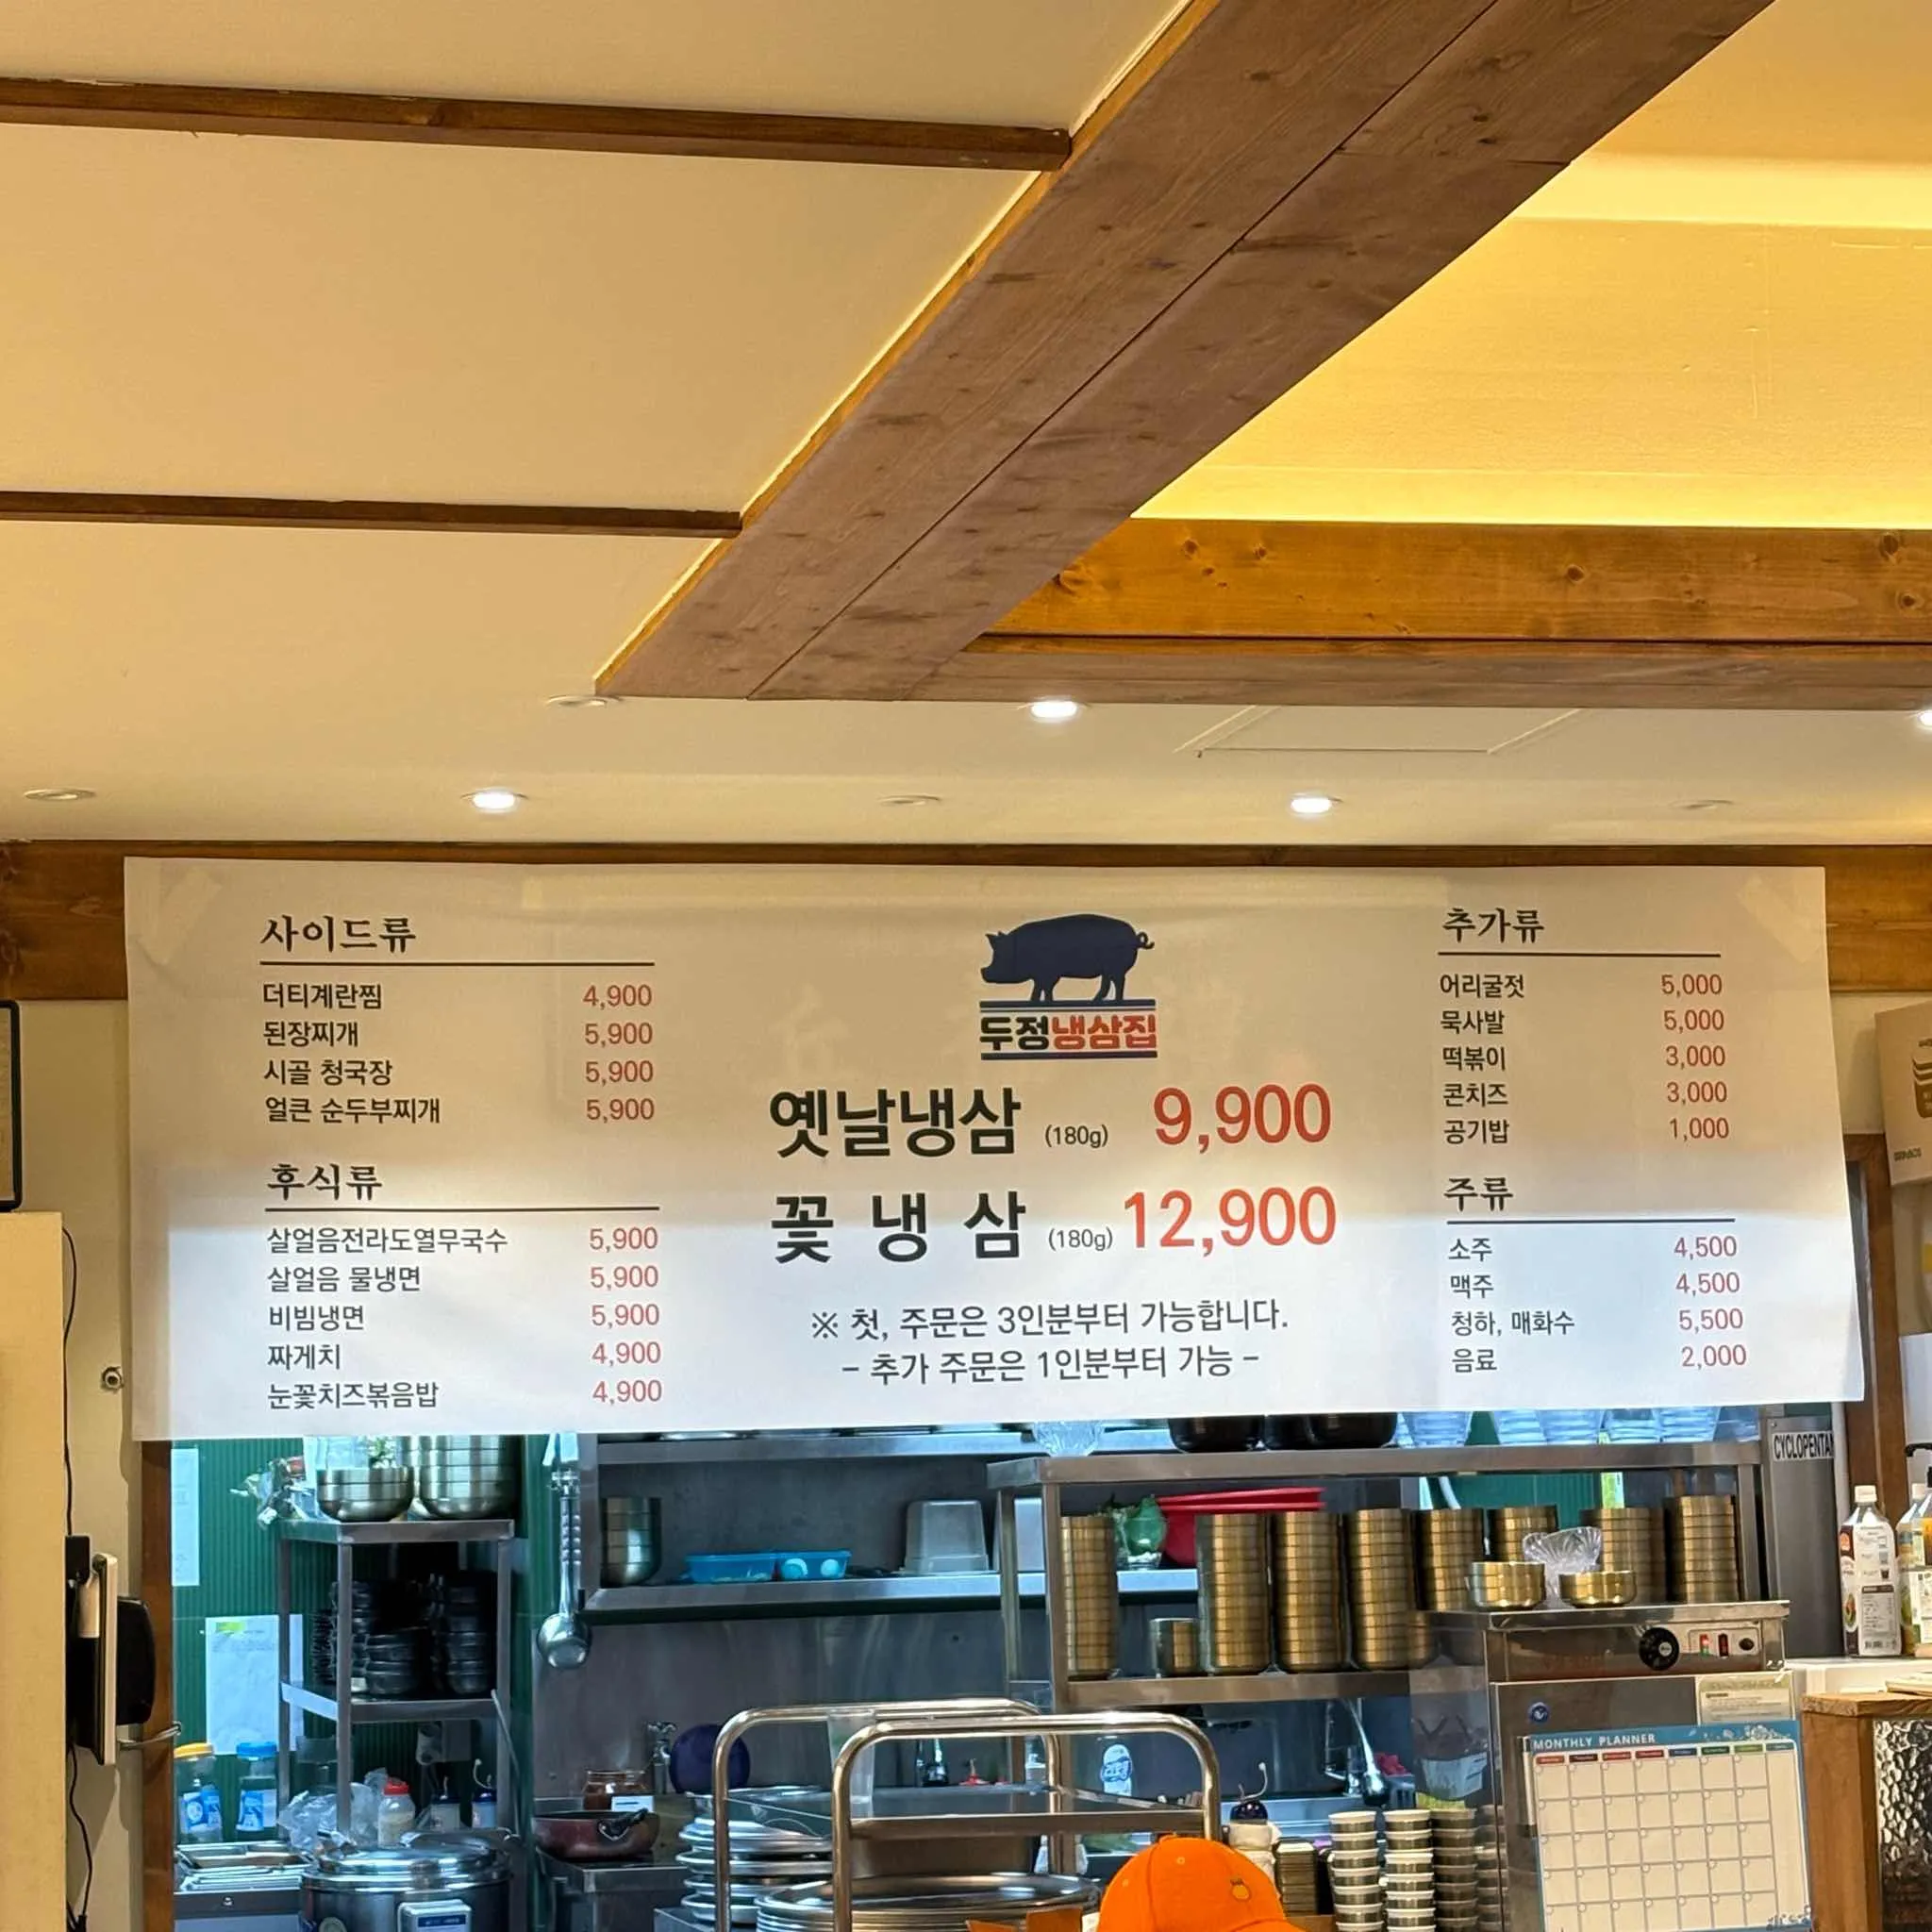 사이드류
더티계란찜 4,900
된장찌개 5,900
시골 청국장 5,900
얼큰 순두부찌개 5,900
후식류
살얼음전라도열무국수 5,900
살얼음 물냉면 5,900
비빔냉면 5,900
짜게치 4,900
눈꽃치즈볶음밥 4,900
두정냉삼집
옛날냉삼 (180g) 9,900
꽃 냉 삼 (180g) 12,900
※ 첫, 주문은 3인분부터 가능합니다.
- 추가 주문은 1인분부터 가능 -
추가류
어리굴젓 5,000
묵사발 5,000
떡볶이 3,000
콘치즈 3,000
공기밥 1,000
주류
소주 4,500
맥주 4,500
청하, 매화수 5,500
음료 2,000
CYCLOPENTAN
MONTHLY PLANNER